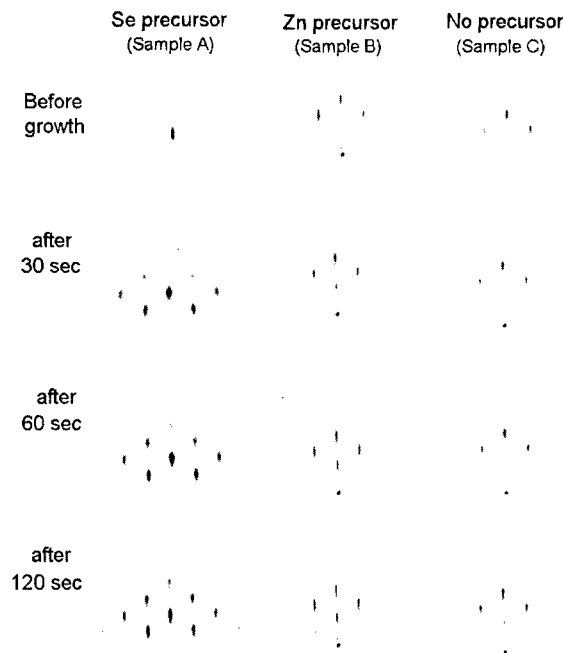 Se precursor
(Sample A)
Zn precursor
(Sample B)
No precursor
(Sample C)
Before
growth
after
30 sec
after
60 sec
after
120 sec